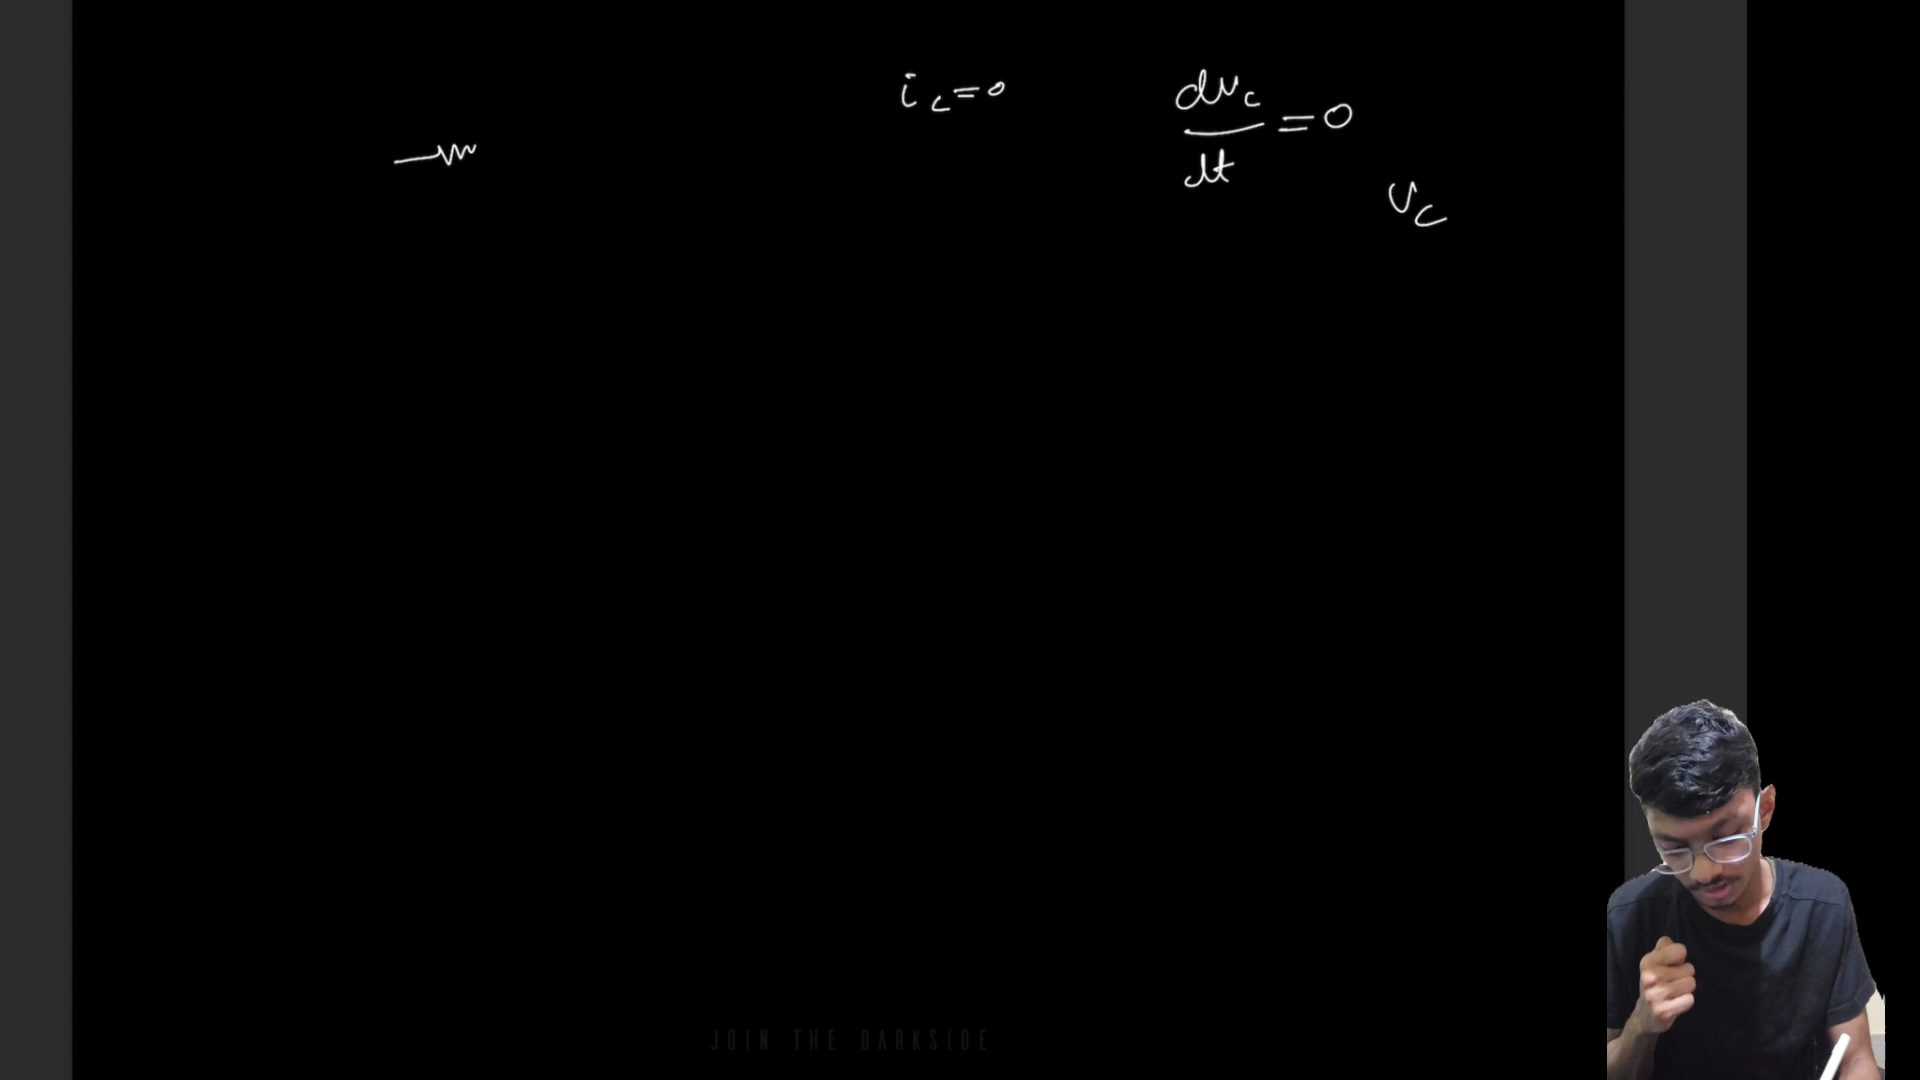 i_c = 0
dv_c/dt = 0
v_c
JOIN THE DARKSIDE